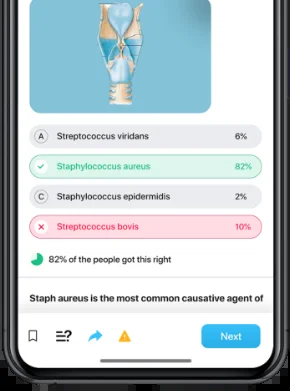 A Streptococcus viridans 6%
Staphylococcus aureus 82%
C Staphylococcus epidermidis 2%
Streptococcus bovis 10%
82% of the people got this right
Staph aureus is the most common causative agent of
Next